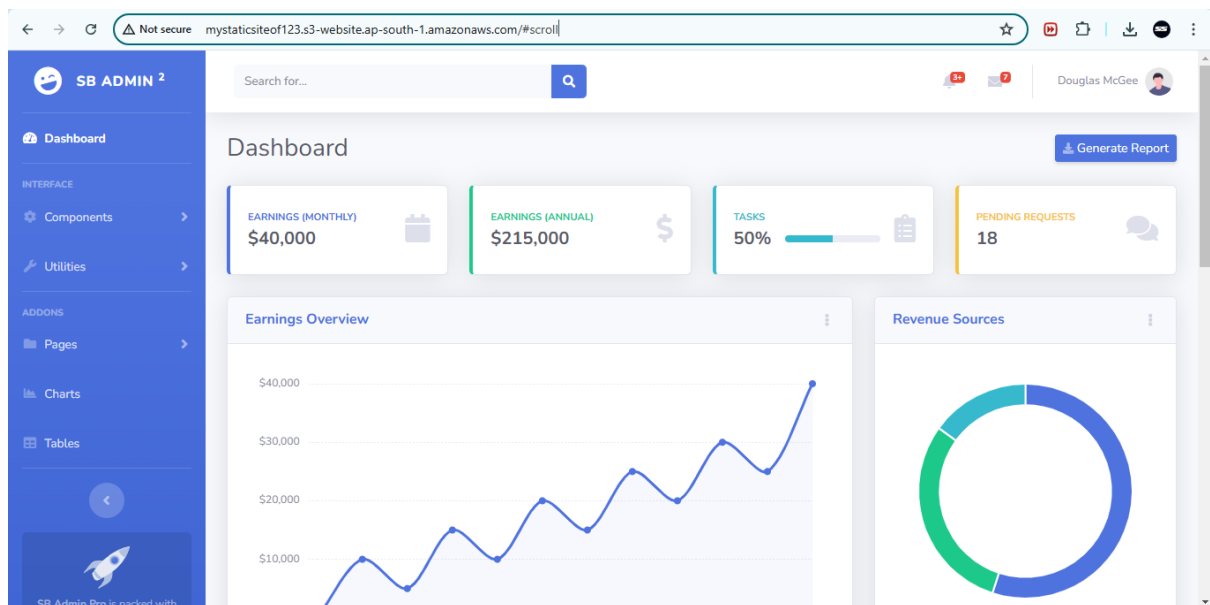 Not secure mystaticsiteof123.s3-website.ap-south-1.amazonaws.com/#scroll
SB ADMIN 2
Search for...
3+
7
Douglas McGee
Dashboard
INTERFACE
Components
Utilities
ADDONS
Pages
Charts
Tables
SB Admin Pro is packed with
Dashboard
Generate Report
EARNINGS (MONTHLY)
$40,000
EARNINGS (ANNUAL)
$215,000
TASKS
50%
PENDING REQUESTS
18
Earnings Overview
$40,000
$30,000
$20,000
$10,000
Revenue Sources